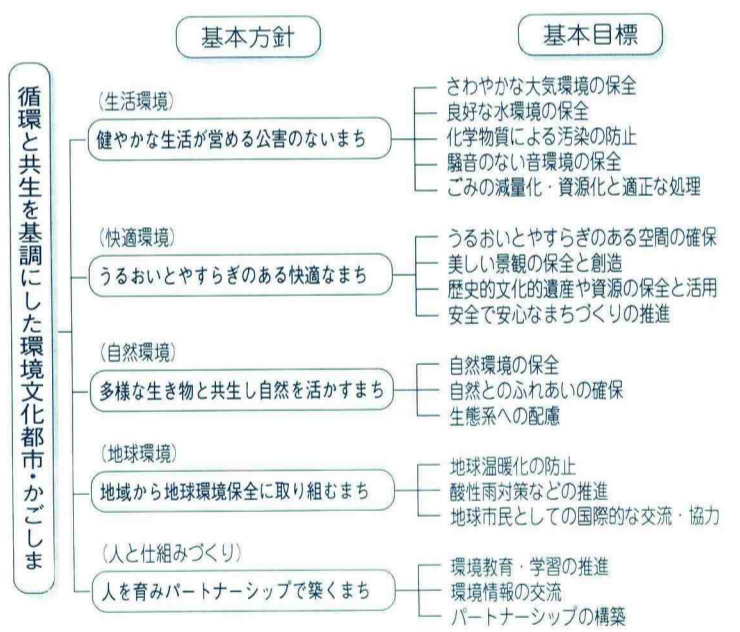 基本方針
基本目標
循環と共生を基調にした環境文化都市・かごしま
(生活環境)
健やかな生活が営める公害のないまち
さわやかな大気環境の保全
良好な水環境の保全
化学物質による汚染の防止
騒音のない音環境の保全
ごみの減量化・資源化と適正な処理
(快適環境)
うるおいとやすらぎのある快適なまち
うるおいとやすらぎのある空間の確保
美しい景観の保全と創造
歴史的文化的遺産や資源の保全と活用
安全で安心なまちづくりの推進
(自然環境)
多様な生き物と共生し自然を活かすまち
自然環境の保全
自然とのふれあいの確保
生態系への配慮
(地球環境)
地域から地球環境保全に取り組むまち
地球温暖化の防止
酸性雨対策などの推進
地球市民としての国際的な交流・協力
(人と仕組みづくり)
人を育みパートナーシップで築くまち
環境教育・学習の推進
環境情報の交流
パートナーシップの構築